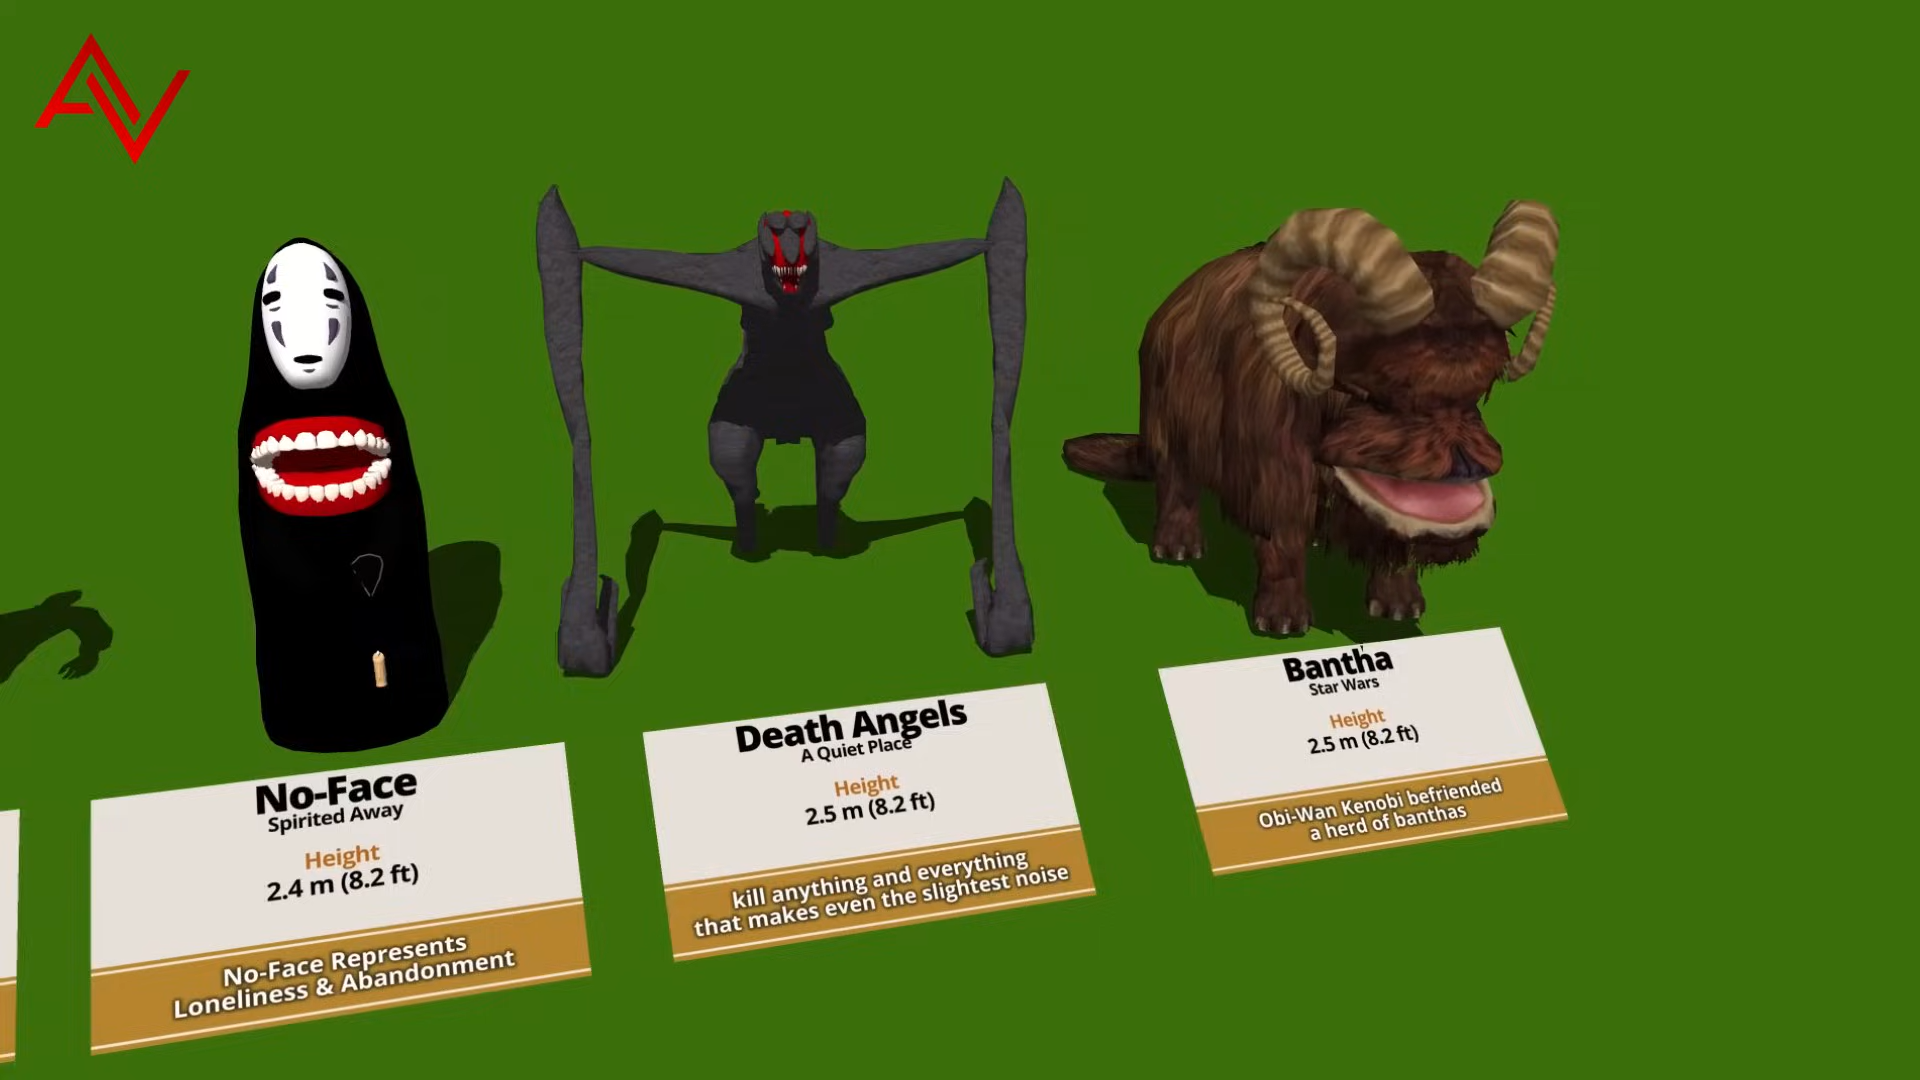 AV
No-Face
Spirited Away
Height
2.4 m (8.2 ft)
No-Face Represents
Loneliness & Abandonment
Death Angels
A Quiet Place
Height
2.5 m (8.2 ft)
kill anything and everything
that makes even the slightest noise
Bantha
Star Wars
Height
2.5 m (8.2 ft)
Obi-Wan Kenobi befriended
a herd of banthas